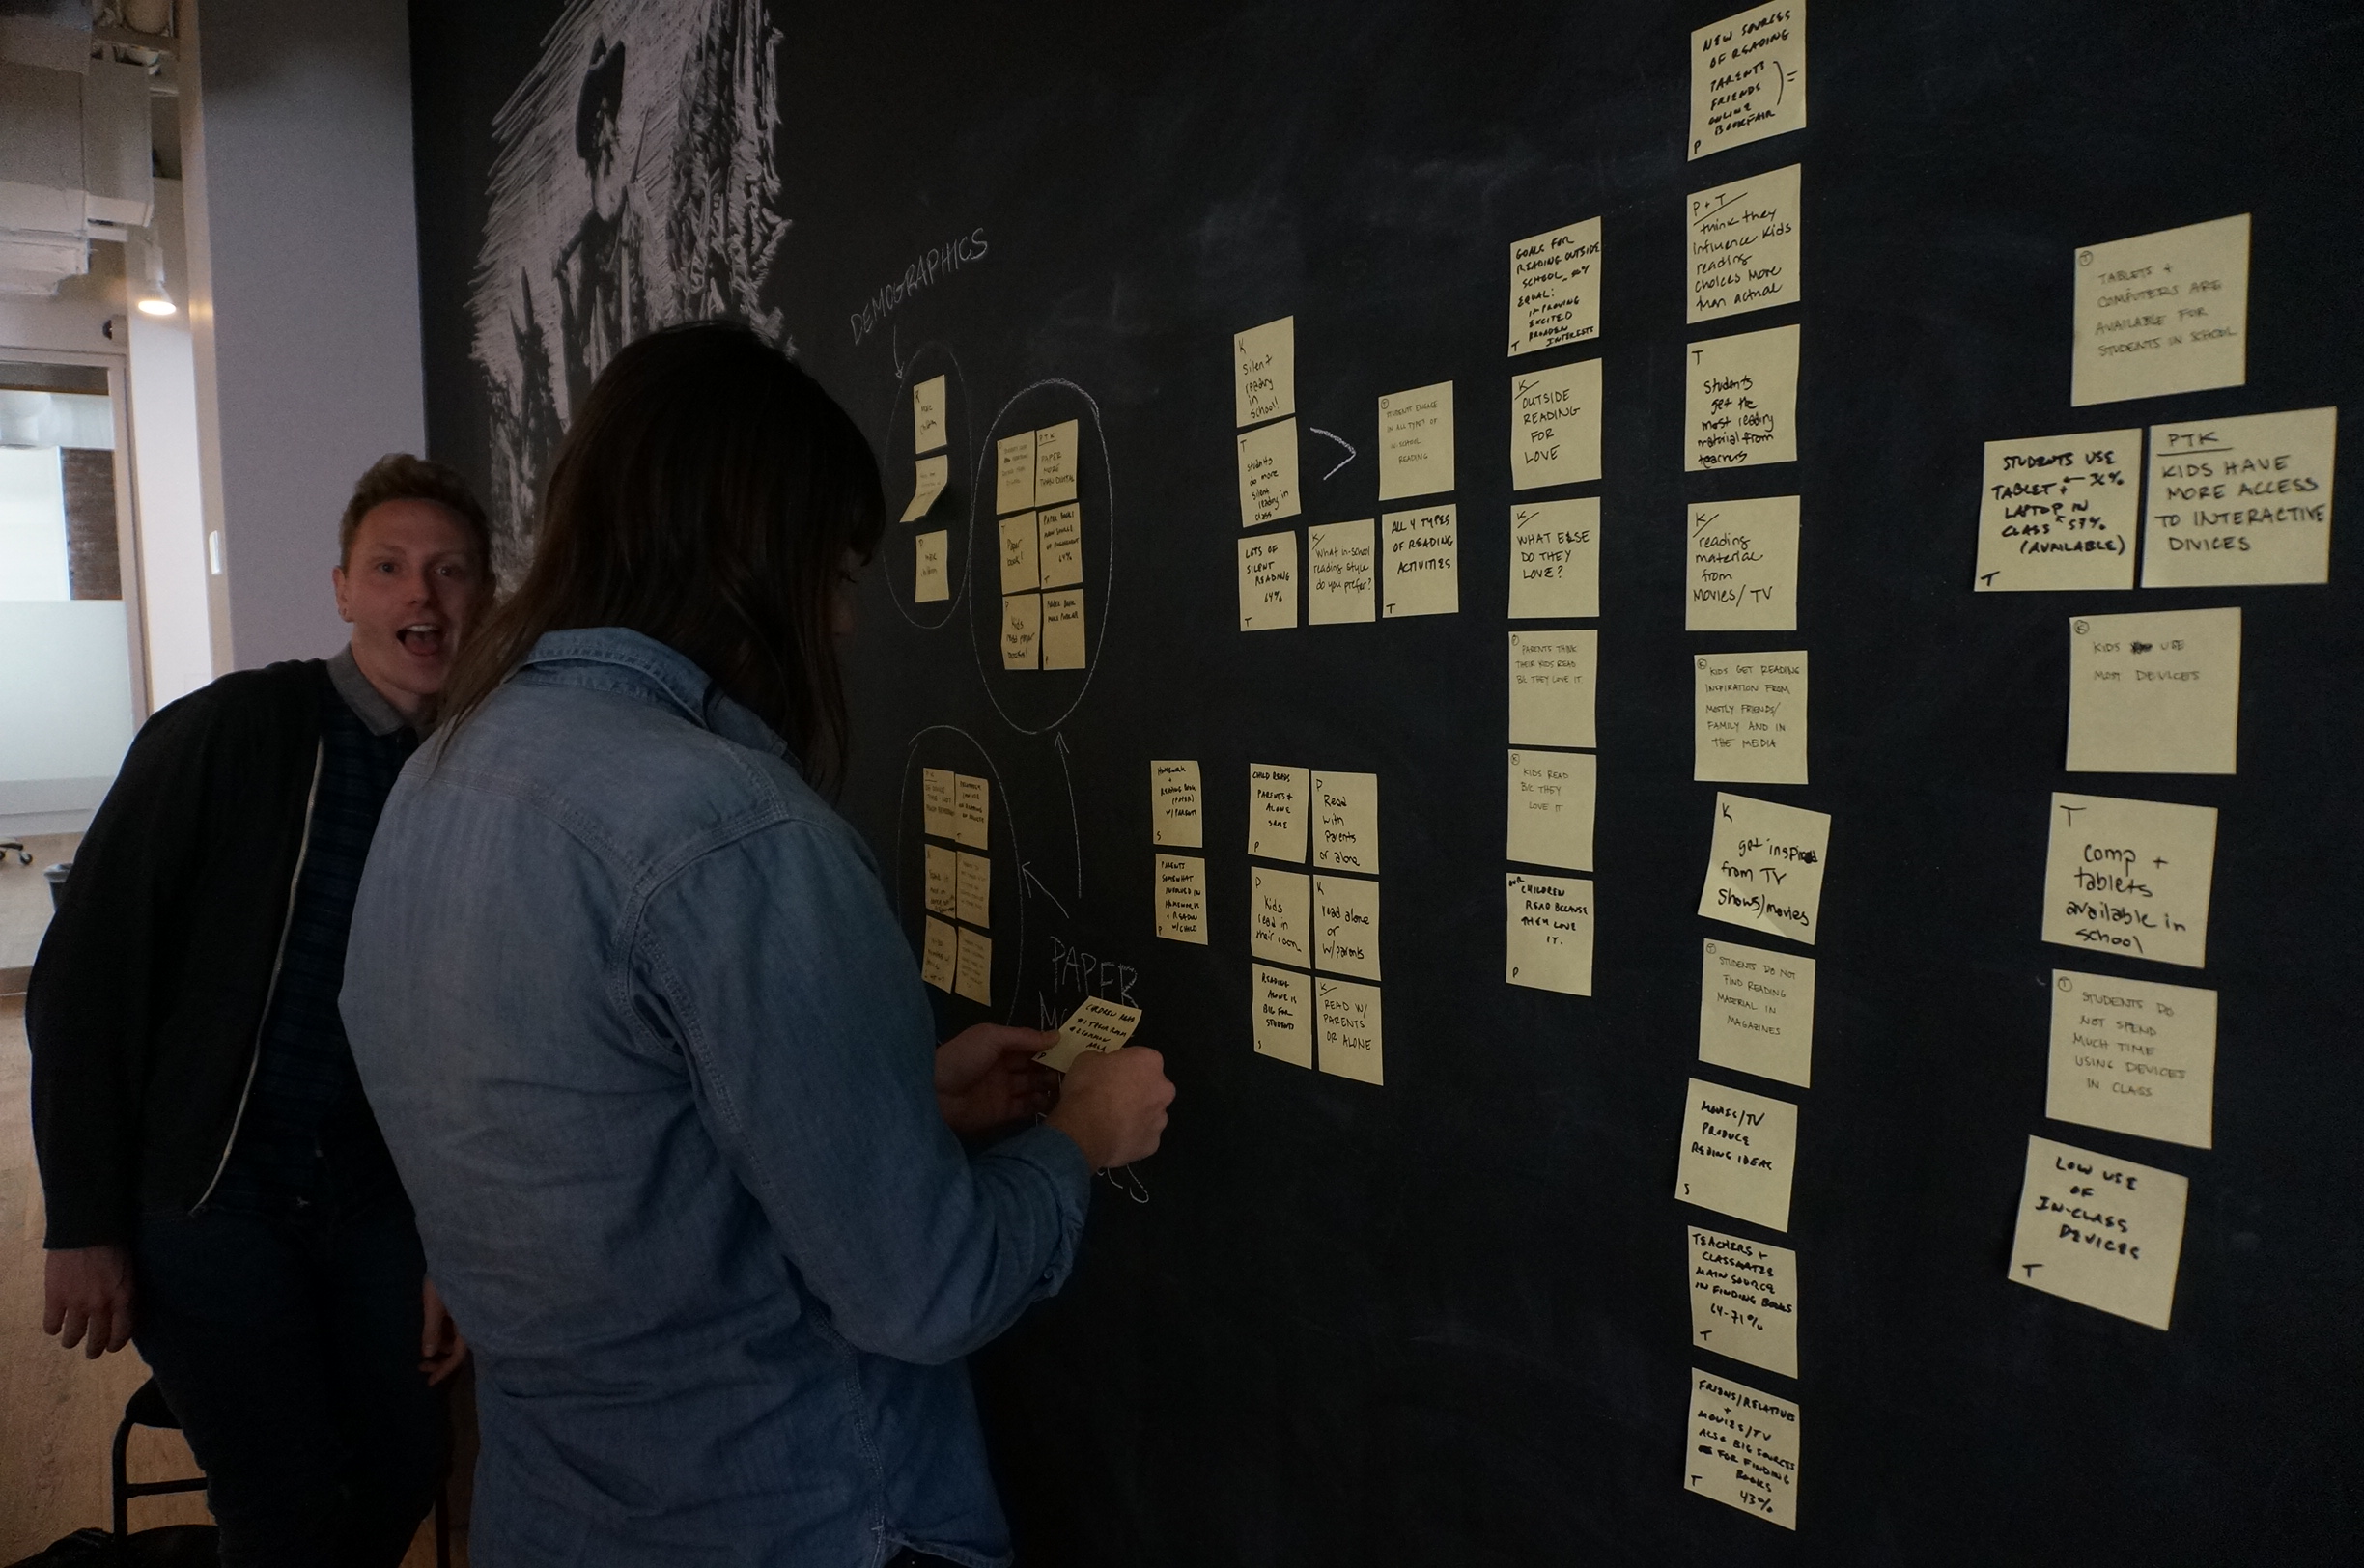 DEMOGRAPHICS
K
P
PTK
PAPER
MORE
THAN DIGITAL
T
Paper
book!
PAPER BOOKS
64%
T
P
Kids
P
PAPER
K
Silent
reading
in
school!
T
students
do more
silent
reading in
class
LOTS OF
SILENT
READING
64%
T
K/
What in-school
reading style
do you prefer?
>
T
STUDENTS ENGAGE
IN ALL TYPES OF
IN-SCHOOL
READING
ALL 4 TYPES
OF READING
ACTIVITIES
T
HOMEWORK
+
READING BOOK
(PAPER)
W/ PARENTS
S
PARENTS
SOMEWHAT
INVOLVED IN
HOMEWORK
+ READING
W/ CHILD
P
CHILD READS
PARENTS +
ALONE
SAME
P
P
Read
with
parents
or alone
P
Kids
read in
their room
K
read alone
or
w/parents
READING
ALONE IS
BIG FOR
STUDENTS
S
K/
READ W/
PARENTS
OR ALONE
GOALS FOR
READING OUTSIDE
SCHOOL
EQUAL:
IMPROVING
EXCITED
BROADEN
INTERESTS
T
K/
OUTSIDE
READING
FOR
LOVE
K/
WHAT ELSE
DO THEY
LOVE?
P
PARENTS THINK
THEIR KIDS READ
B/C THEY LOVE IT.
K
KIDS READ
B/C THEY
LOVE IT
CHILDREN
READ BECAUSE
THEY LOVE
IT.
P
NEW SOURCES
OF READING
PARENTS
FRIENDS
ONLINE
BOOKFAIR
) =
P
P + T
think they
influence kids
reading
choices more
than actual
T
Students
get the
most reading
material from
teachers
K/
reading
material
from
Movies/ TV
K
KIDS GET READING
INSPIRATION FROM
MOSTLY FRIENDS/
FAMILY AND IN
THE MEDIA
K
get inspired
from TV
Shows/movies
T
STUDENTS DO NOT
FIND READING
MATERIAL IN
MAGAZINES
MOVIES/TV
PRODUCE
READING IDEAS
S
TEACHERS +
CLASSMATES
MAIN SOURCE
IN FINDING BOOKS
64-71%
T
FRIENDS/RELATIVES
+
MOVIES/TV
ALSO BIG SOURCES
FOR FINDING
BOOKS
43%
T
T
TABLETS +
COMPUTERS ARE
AVAILABLE FOR
STUDENTS IN SCHOOL
STUDENTS USE
TABLET + ← 36%
LAPTOP IN
CLASS 57%
(AVAILABLE)
T
PTK
KIDS HAVE
MORE ACCESS
TO INTERACTIVE
DIVICES
K
KIDS USE
MOST DEVICES
T
comp +
tablets
available in
school
T
STUDENTS DO
NOT SPEND
MUCH TIME
USING DEVICES
IN CLASS
LOW USE
OF
IN-CLASS
DEVICES
T